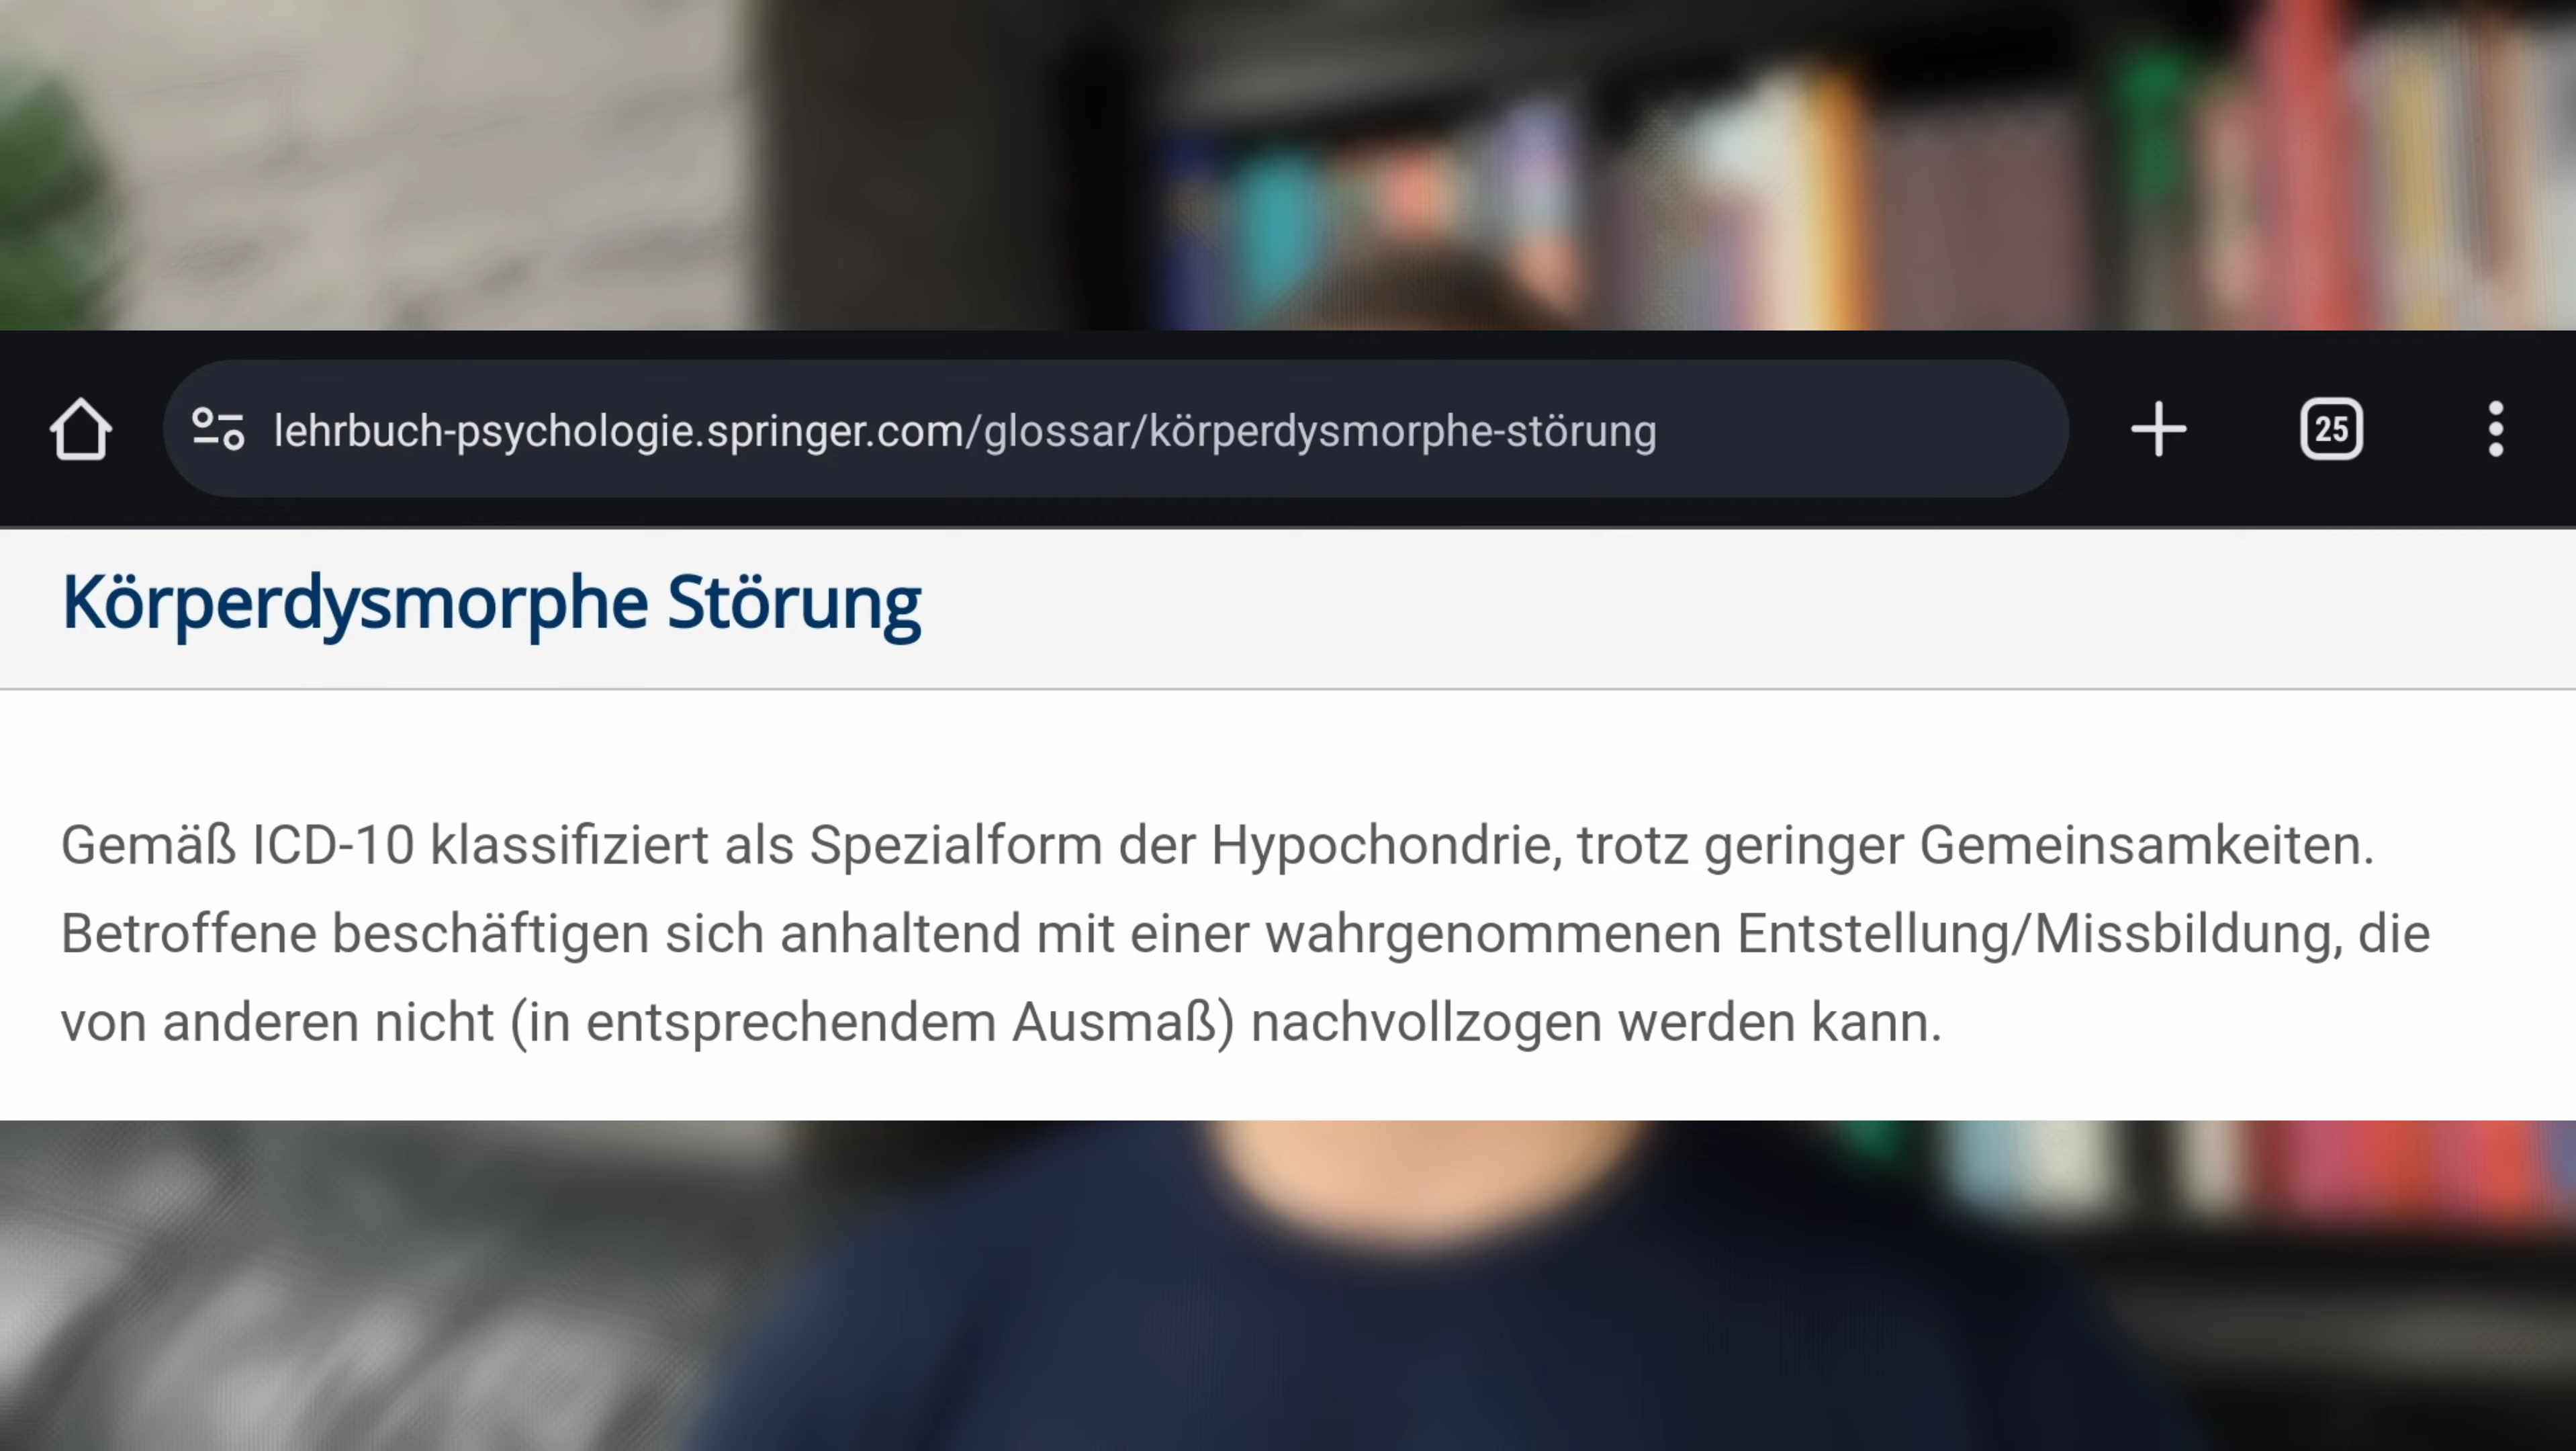 lehrbuch-psychologie.springer.com/glossar/körperdysmorphe-störung
25
Körperdysmorphe Störung
Gemäß ICD-10 klassifiziert als Spezialform der Hypochondrie, trotz geringer Gemeinsamkeiten.
Betroffene beschäftigen sich anhaltend mit einer wahrgenommenen Entstellung/Missbildung, die
von anderen nicht (in entsprechendem Ausmaß) nachvollzogen werden kann.